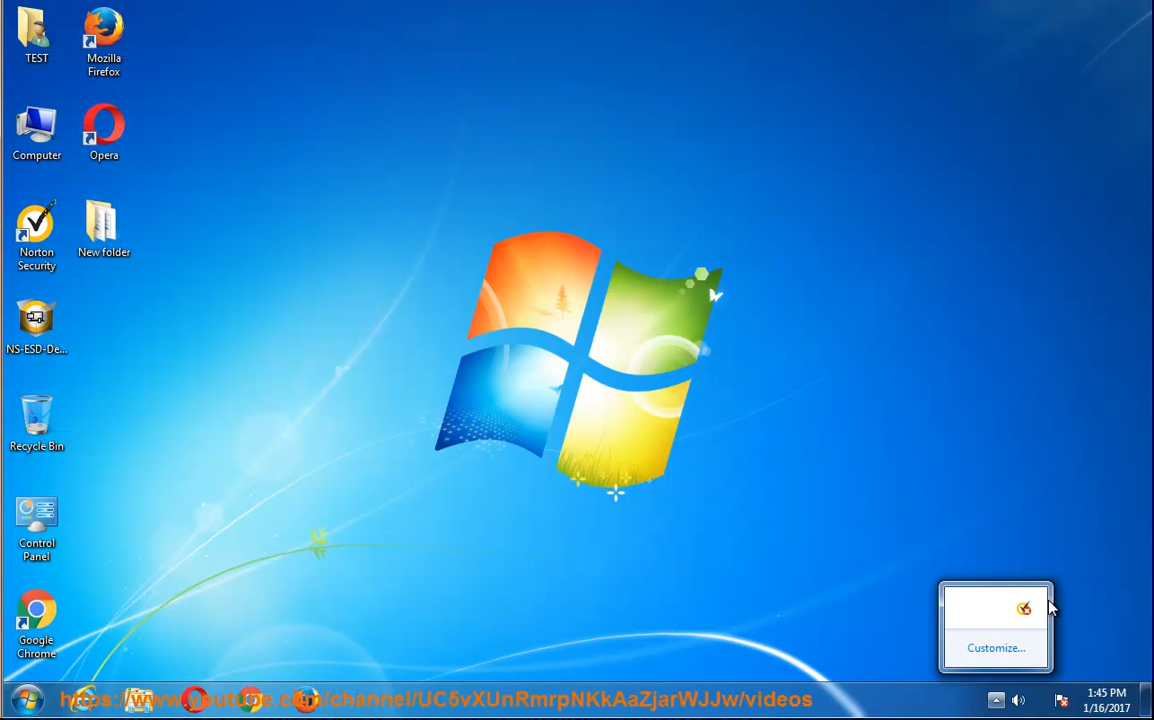 TEST
Mozilla
Firefox
Computer
Opera
Norton
Security
New folder
NS-ESD-De...
Recycle Bin
Control
Panel
Google
Chrome
Customize...
https://www.youtube.com/channel/UC5vXUnRmrpNKkAaZjarWJJw/videos
1:45 PM
1/16/2017